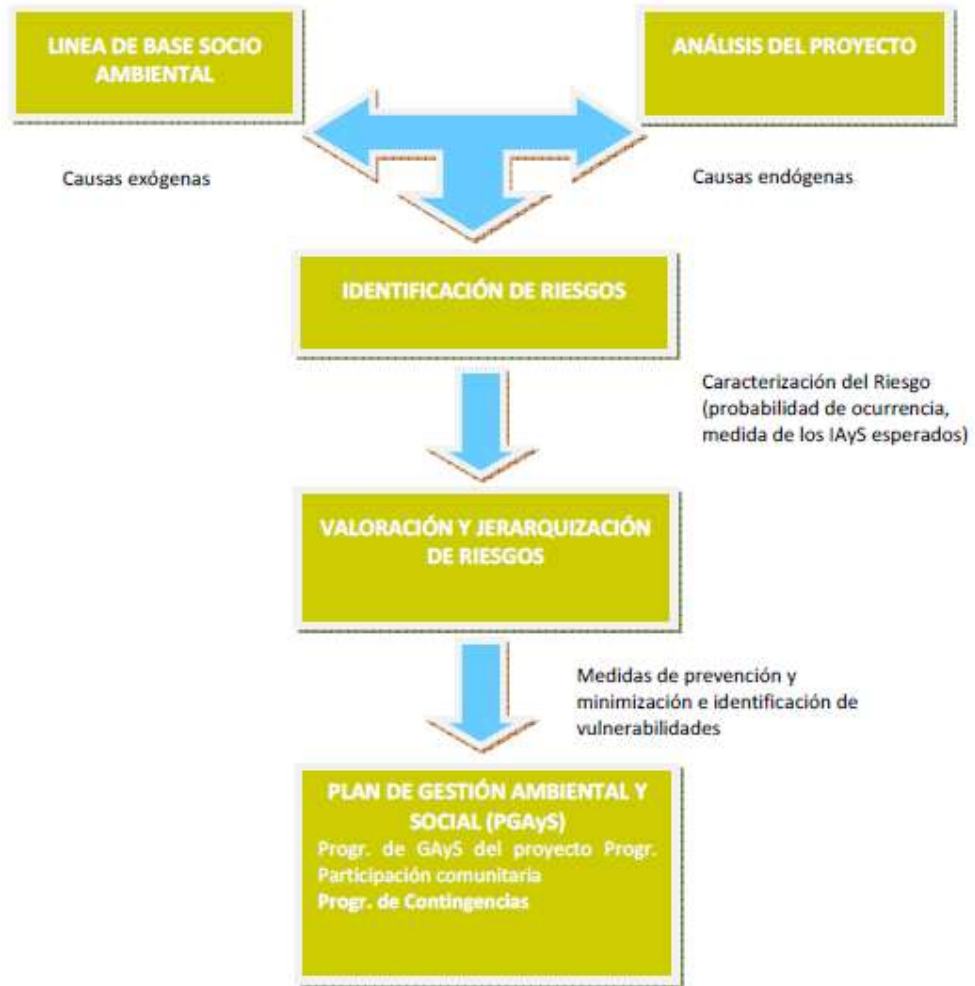 LINEA DE BASE SOCIO
AMBIENTAL
ANÁLISIS DEL PROYECTO
Causas exógenas
Causas endógenas
IDENTIFICACIÓN DE RIESGOS
Caracterización del Riesgo
(probabilidad de ocurrencia,
medida de los IAyS esperados)
VALORACIÓN Y JERARQUIZACIÓN
DE RIESGOS
Medidas de prevención y
minimización e identificación de
vulnerabilidades
PLAN DE GESTIÓN AMBIENTAL Y
SOCIAL (PGAyS)
Progr. de GAyS del proyecto Progr.
Participación comunitaria
Progr. de Contingencias